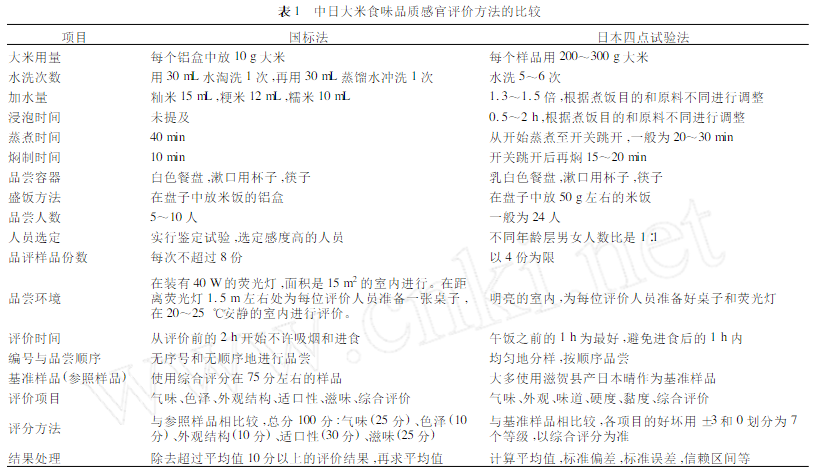 表1 中日大米食味品质感官评价方法的比较
项目 国标法 日本四点试验法
大米用量 每个铝盒中放 10 g 大米 每个样品用 200~300 g 大米
水洗次数 用 30 mL 水淘洗 1 次,再用 30 mL 蒸馏水冲洗 1 次 水洗 5~6 次
加水量 籼米 15 mL,粳米 12 mL,糯米 10 mL 1.3~1.5 倍,根据煮饭目的和原料不同进行调整
浸泡时间 未提及 0.5~2 h,根据煮饭目的和原料不同进行调整
蒸煮时间 40 min 从开始蒸煮至开关跳开,一般为 20~30 min
焖制时间 10 min 开关跳开后再焖 15~20 min
品尝容器 白色餐盘,漱口用杯子,筷子 乳白色餐盘,漱口用杯子,筷子
盛饭方法 在盘子中放米饭的铝盒 在盘子中放 50 g 左右的米饭
品尝人数 5~10 人 一般为 24 人
人员选定 实行鉴定试验,选定感度高的人员 不同年龄层男女人数比是 1∶1
品评样品份数 每次不超过 8 份 以 4 份为限
在装有 40 W 的荧光灯,面积是 15 m² 的室内进行。在距
品尝环境 离荧光灯 1.5 m 左右处为每位评价人员准备一张桌子, 明亮的室内,为每位评价人员准备好桌子和荧光灯
在 20~25 ℃安静的室内进行评价。
评价时间 从评价前的 2 h 开始不许吸烟和进食 午饭之前的 1 h 为最好,避免进食后的 1 h 内
编号与品尝顺序 无序号和无顺序地进行品尝 均匀地分样,按顺序品尝
基准样品(参照样品) 使用综合评分在 75 分左右的样品 大多使用滋贺县产日本晴作为基准样品
评价项目 气味、色泽、外观结构、适口性、滋味、综合评价 气味、外观、味道、硬度、黏度、综合评价
评分方法 与参照样品相比较,总分 100 分:气味(25 分)、色泽(10 与基准样品相比较,各项目的好坏用 ±3 和 0 划分为 7
分)、外观结构(10 分)、适口性(30 分)、滋味(25 分) 个等级,以综合评分为准
结果处理 除去超过平均值 10 分以上的评价结果,再求平均值 计算平均值,标准偏差,标准误差,信赖区间等
www.cnki.net